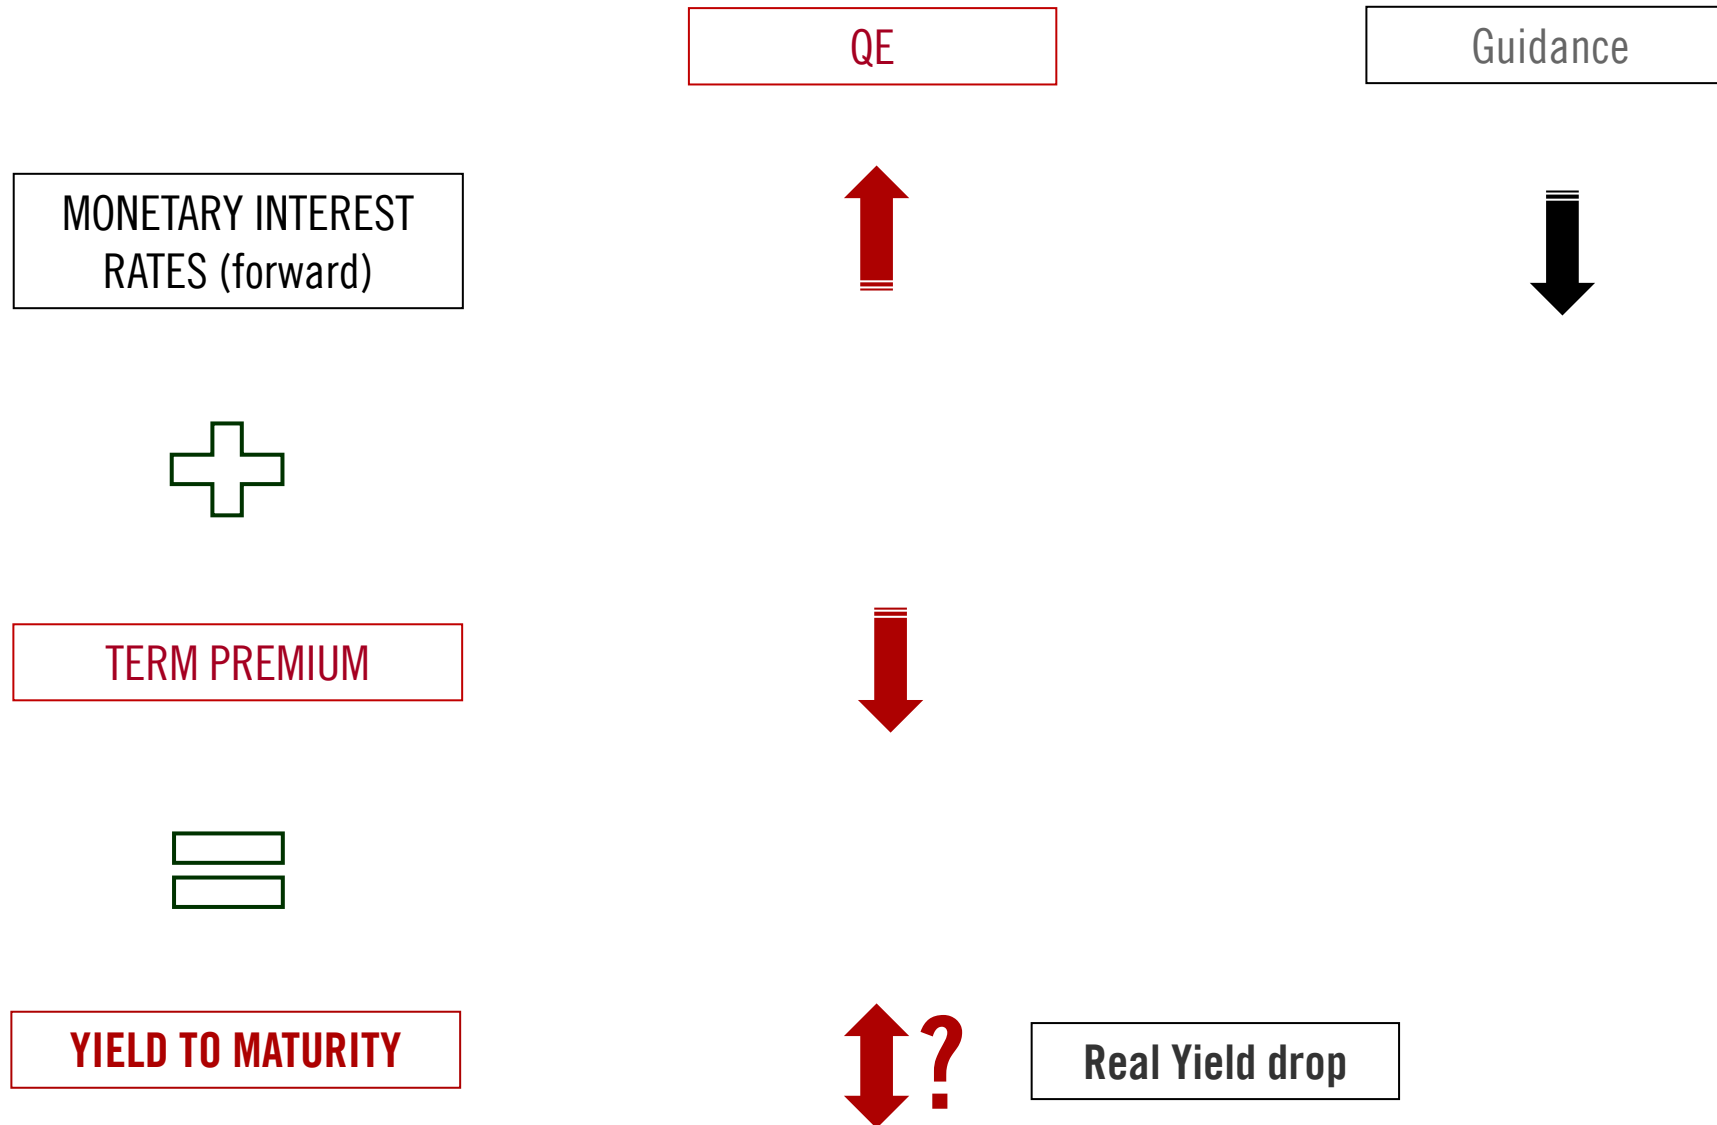 QE
Guidance
MONETARY INTEREST
RATES (forward)
TERM PREMIUM
YIELD TO MATURITY
?
Real Yield drop